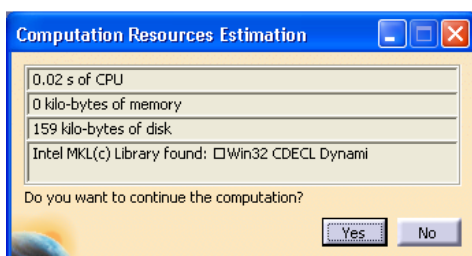 Computation Resources Estimation
0.02 s of CPU
0 kilo-bytes of memory
159 kilo-bytes of disk
Intel MKL(c) Library found: □Win32 CDECL Dynami
Do you want to continue the computation?
Yes No